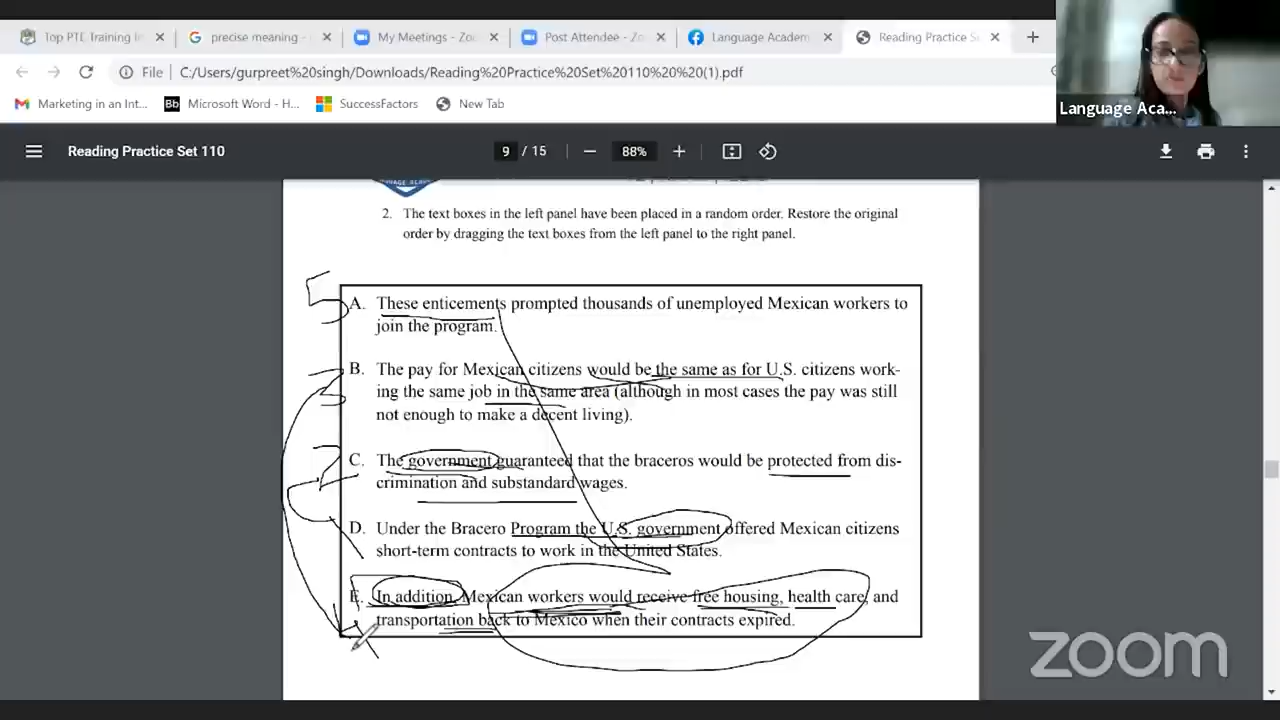 Top PTE Training I
precise meaning -
My Meetings - Zo
Post Attendee - Zo
Language Academ
Reading Practice S
File
C:/Users/gurpreet%20singh/Downloads/Reading%20Practice%20Set%20110%20%20(1).pdf
Marketing in an Int...
Bb Microsoft Word - H...
SuccessFactors
New Tab
Language Aca...
Reading Practice Set 110
9 / 15
88%
2. The text boxes in the left panel have been placed in a random order. Restore the original
order by dragging the text boxes from the left panel to the right panel.
5
A. These enticements prompted thousands of unemployed Mexican workers to
join the program.
3
B. The pay for Mexican citizens would be the same as for U.S. citizens work-
ing the same job in the same area (although in most cases the pay was still
not enough to make a decent living).
2
C. The government guaranteed that the braceros would be protected from dis-
crimination and substandard wages.
D. Under the Bracero Program the U.S. government offered Mexican citizens
short-term contracts to work in the United States.
E. In addition, Mexican workers would receive free housing, health care, and
transportation back to Mexico when their contracts expired.
zoom